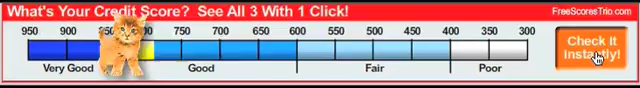 What's Your Credit Score? See All 3 With 1 Click!
FreeScoresTrio.com
950 900 750 700 650 600 550 500 450 400 350 300
Check It
Instantly!
Very Good Good Fair Poor